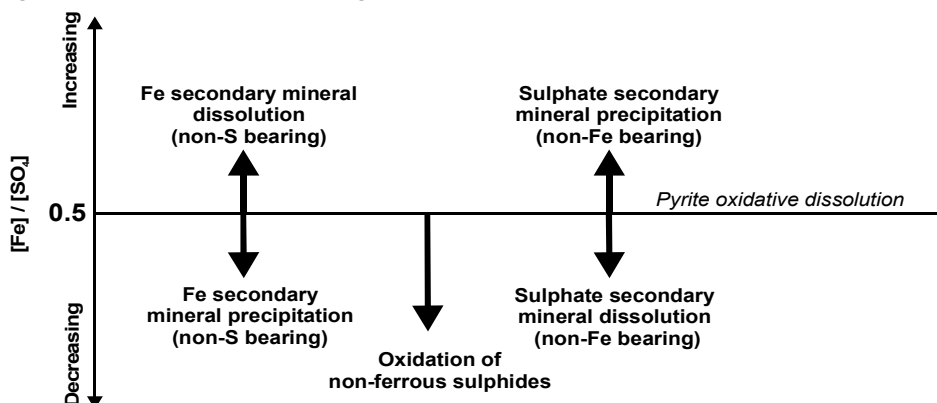 Increasing
Fe secondary mineral
dissolution
(non-S bearing)
Sulphate secondary
mineral precipitation
(non-Fe bearing)
[Fe] / [SO4]
0.5
Pyrite oxidative dissolution
Fe secondary
mineral precipitation
(non-S bearing)
Sulphate secondary
mineral dissolution
(non-Fe bearing)
Oxidation of
non-ferrous sulphides
Decreasing